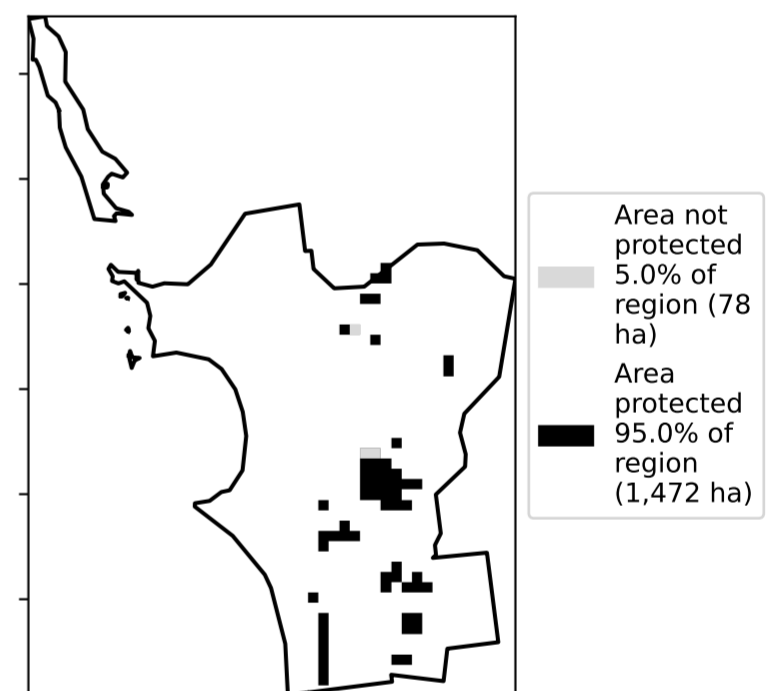 Area not
protected
5.0% of
region (78
ha)
Area
protected
95.0% of
region
(1,472 ha)